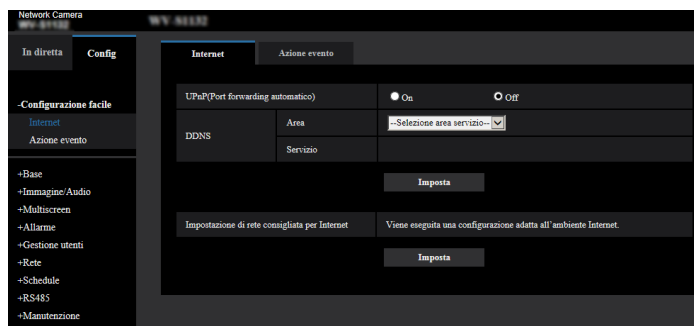 Network Camera
WV-S1132
In diretta Config
Internet Azione evento
UPnP(Port forwarding automatico) On Off
-Configurazione facile
Internet
Azione evento
DDNS
Area --Selezione area servizio--
Servizio
Imposta
Impostazione di rete consigliata per Internet Viene eseguita una configurazione adatta all'ambiente Internet.
Imposta
+Base
+Immagine/Audio
+Multiscreen
+Allarme
+Gestione utenti
+Rete
+Schedule
+RS485
+Manutenzione